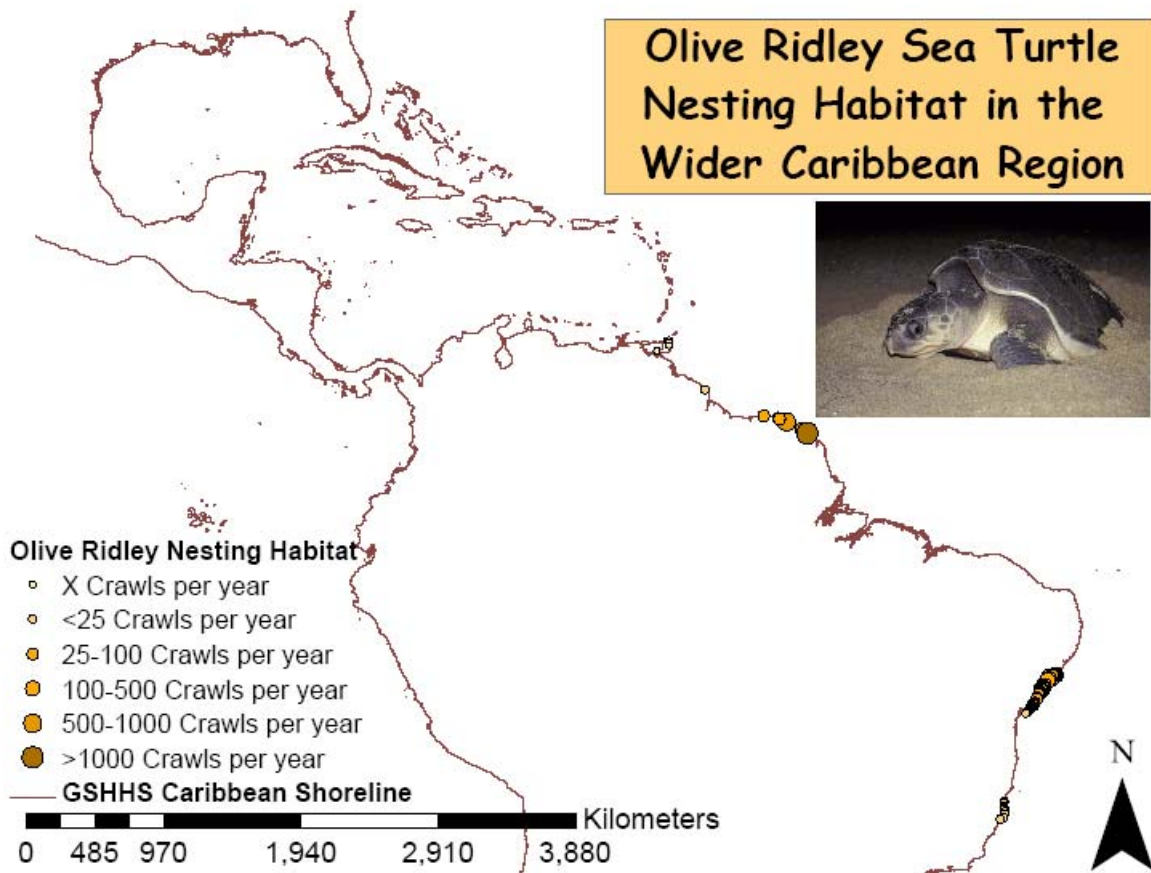 Olive Ridley Sea Turtle
Nesting Habitat in the
Wider Caribbean Region
Olive Ridley Nesting Habitat
X Crawls per year
<25 Crawls per year
25-100 Crawls per year
100-500 Crawls per year
500-1000 Crawls per year
>1000 Crawls per year
GSHHS Caribbean Shoreline
Kilometers
0 485 970 1,940 2,910 3,880
N